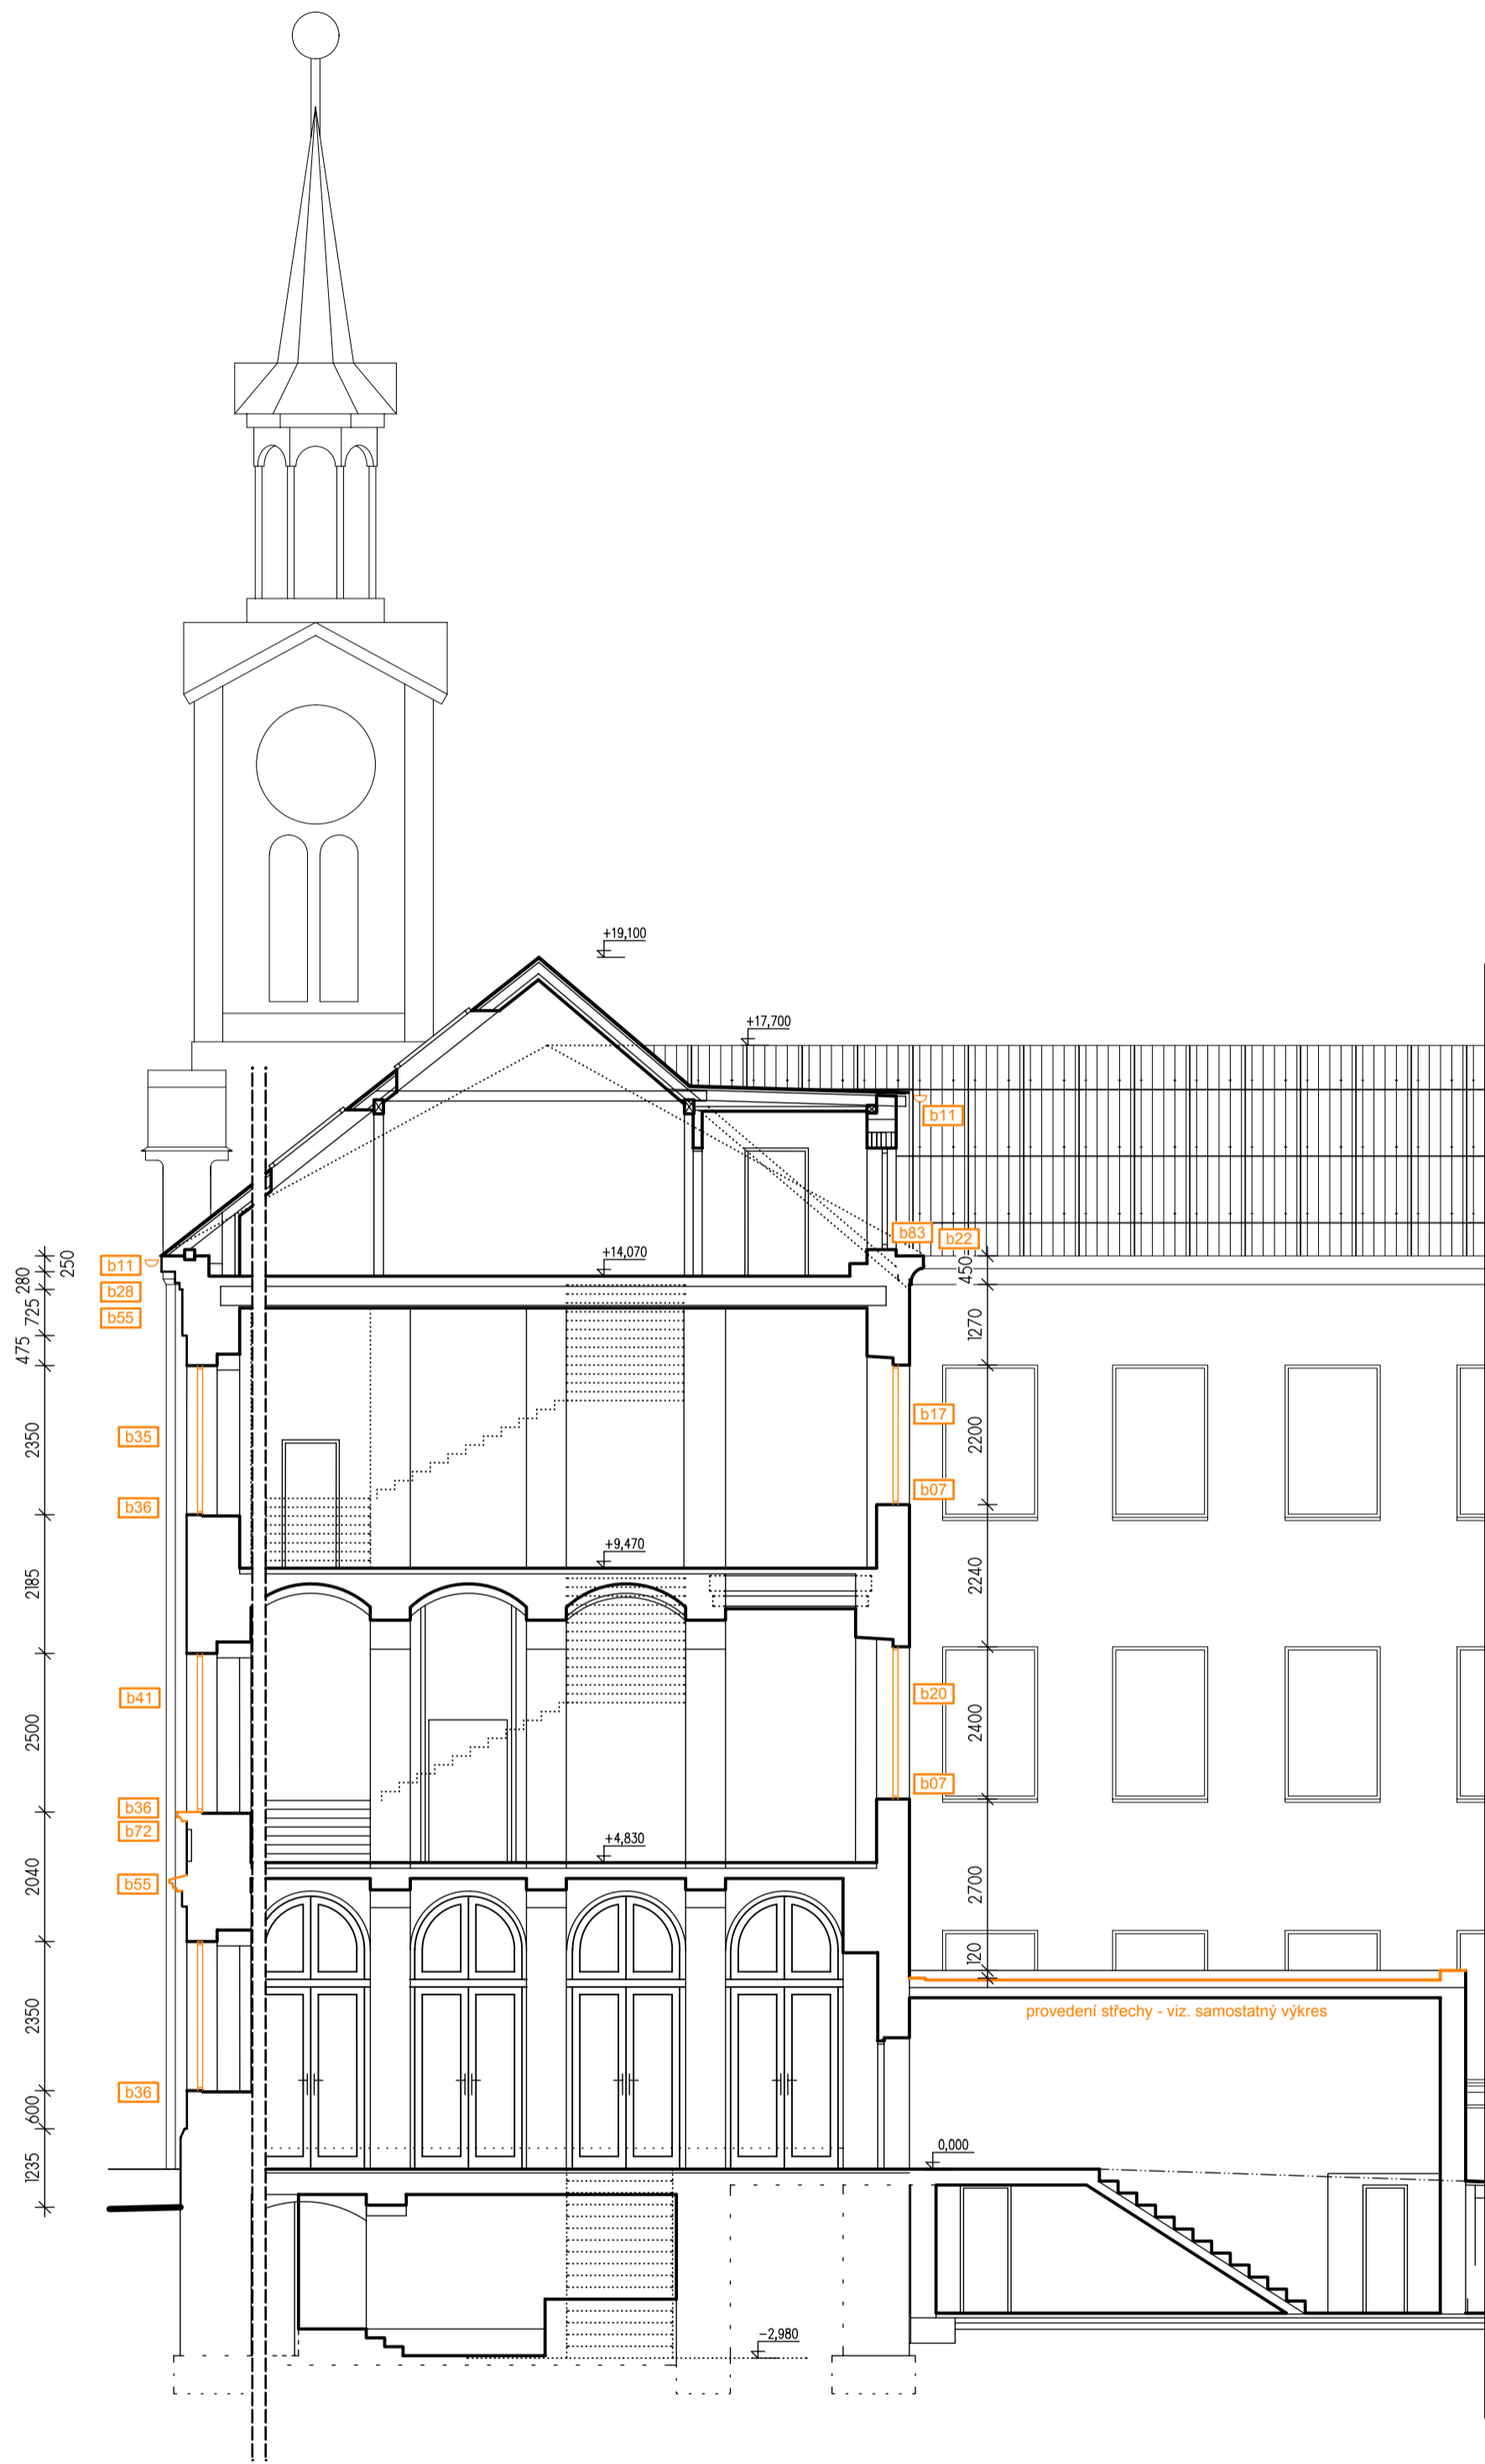 +19,100
+17,700
b11
b83
b22
b11
250
+14,070
450
280
b28
725
b55
1270
475
b17
b35
2350
2200
b07
b36
+9,470
2185
2240
b41
b20
2500
2400
b07
b36
b72
+4,830
2040
b55
2700
120
2350
provedení střechy - viz. samostatný výkres
b36
600
0,000
1235
-2,980